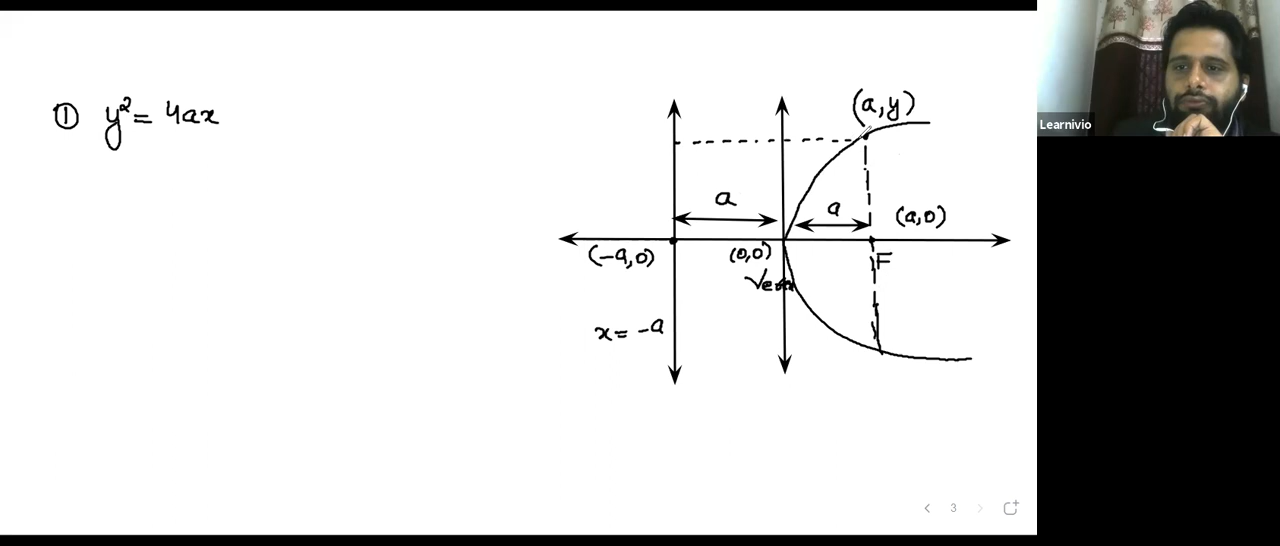 ① y² = 4ax
(a,y)
a
a
(a,0)
(-a,0)
(0,0)
F
x = -a
Learnivio
3